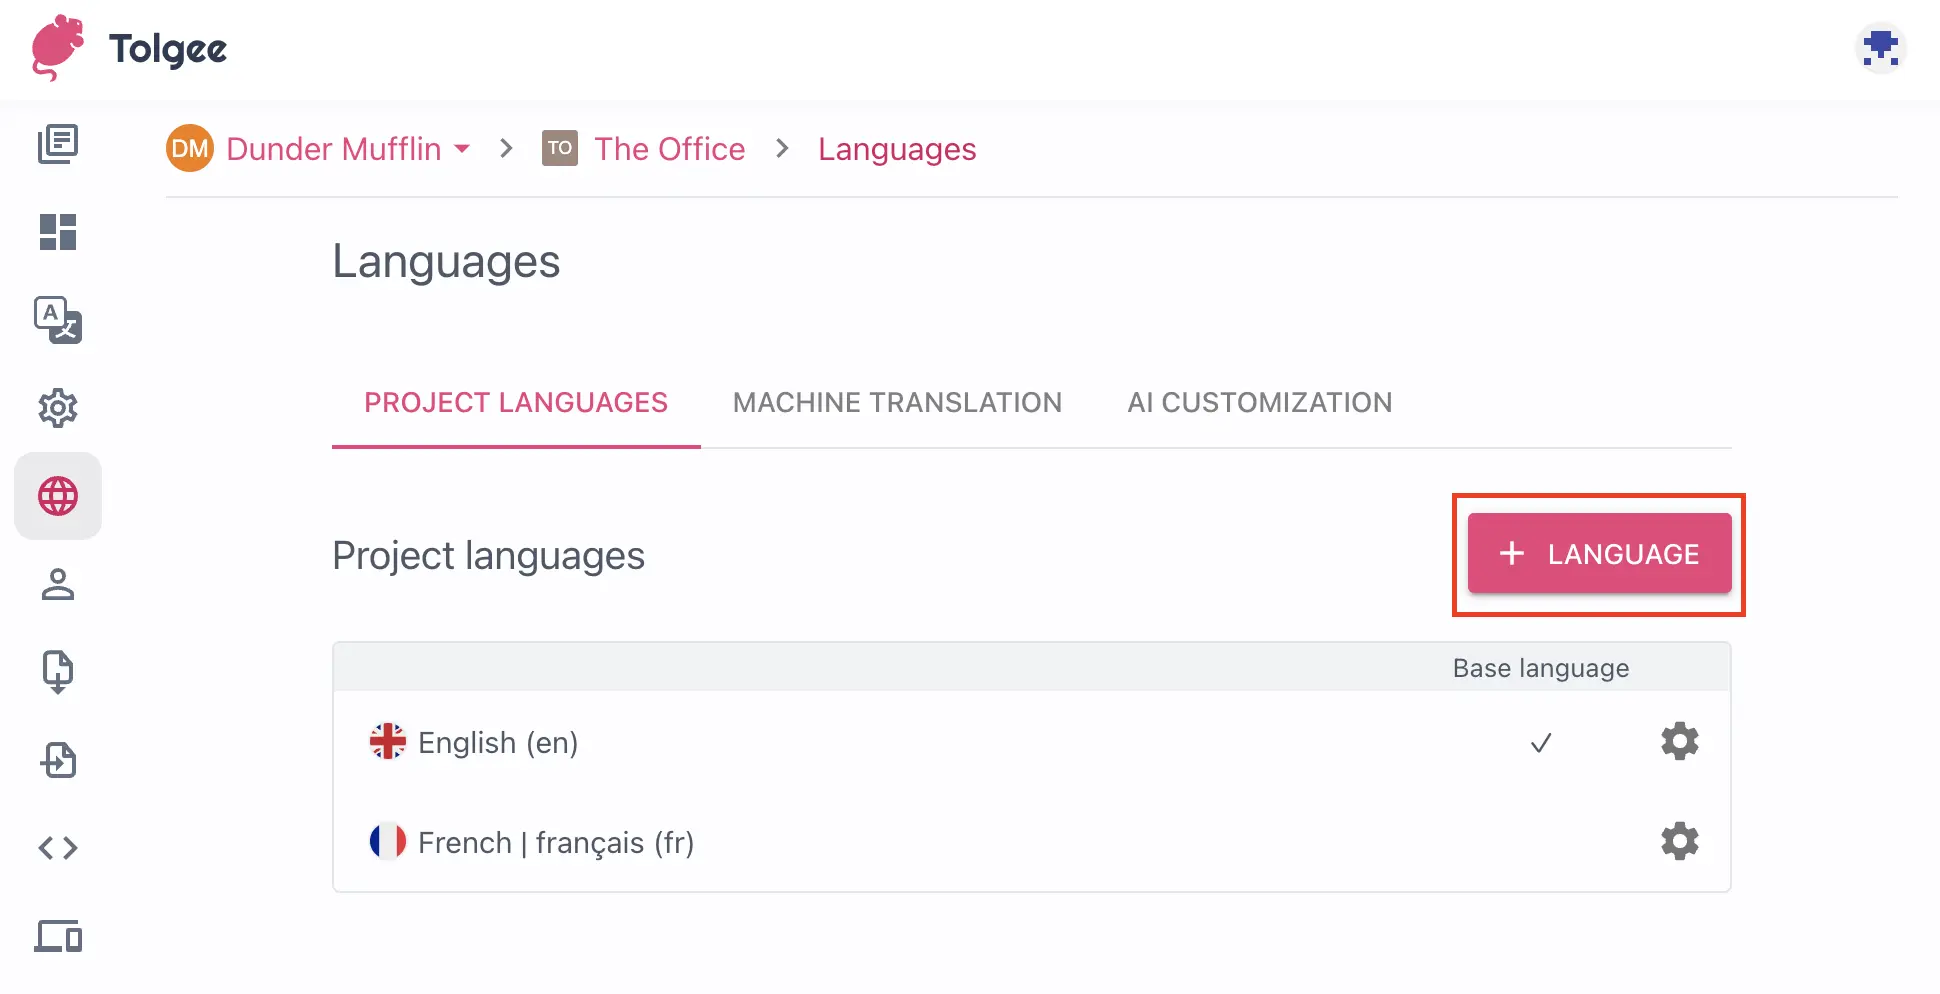 Tolgee
DM Dunder Mufflin > TO The Office > Languages
Languages
PROJECT LANGUAGES MACHINE TRANSLATION AI CUSTOMIZATION
Project languages
+ LANGUAGE
Base language
English (en)
French | français (fr)